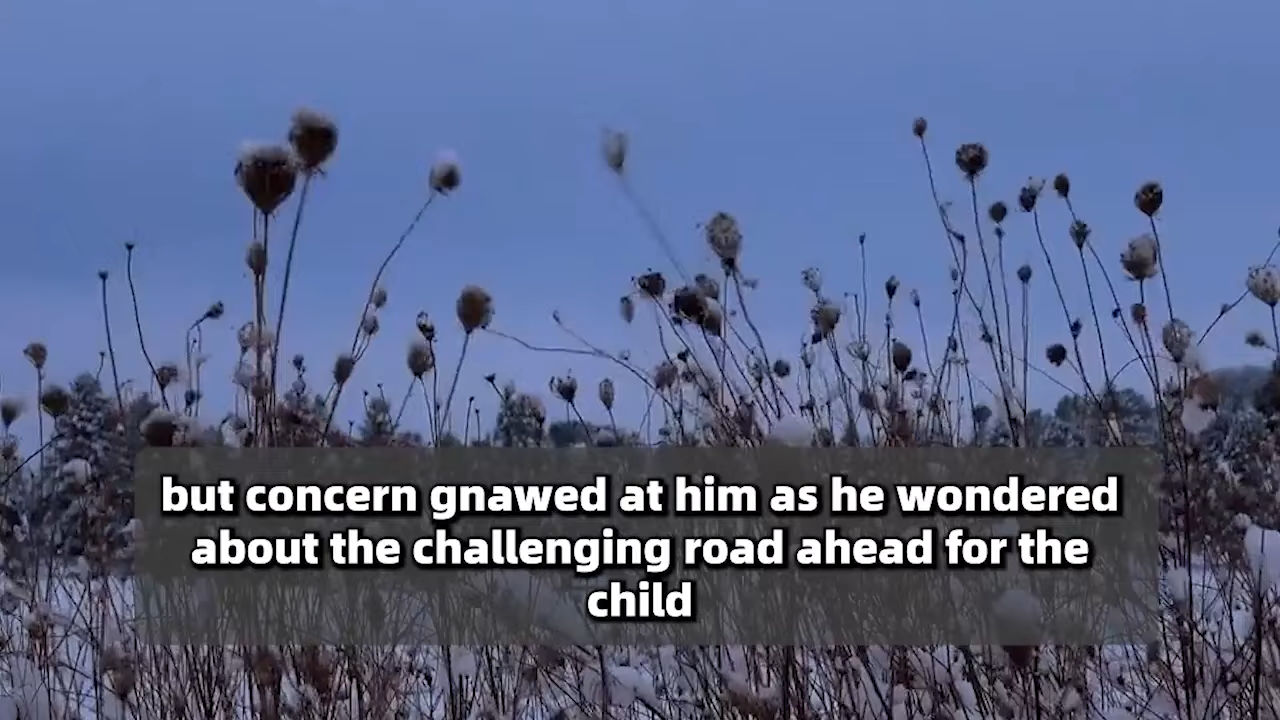 but concern gnawed at him as he wondered
about the challenging road ahead for the
child